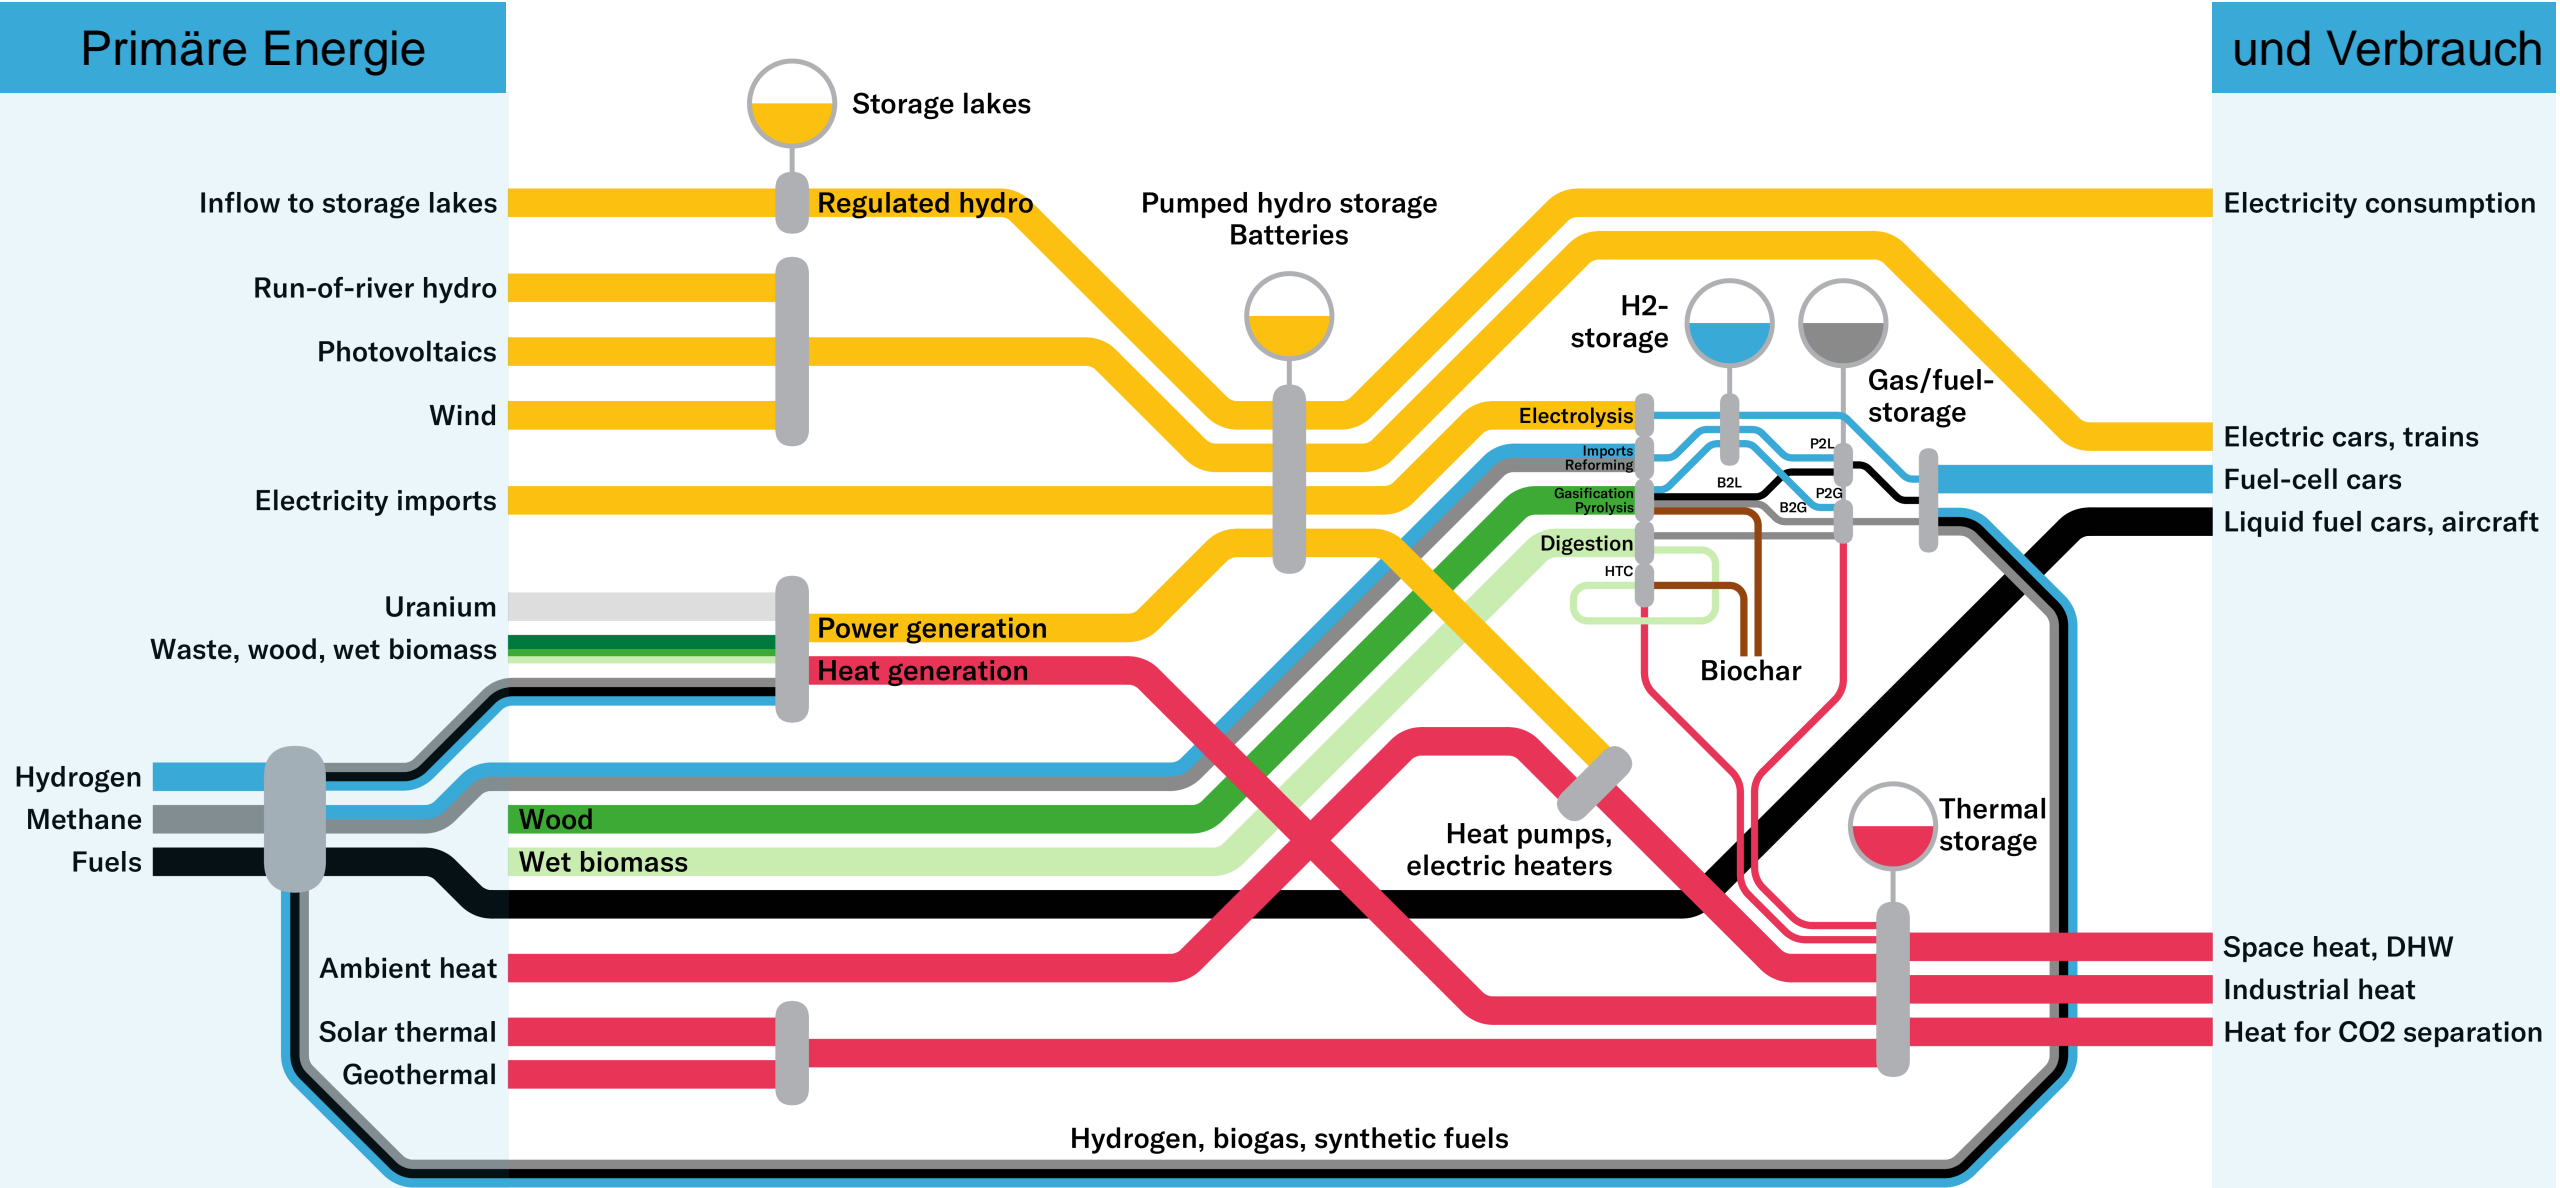 Primäre Energie
und Verbrauch
Storage lakes
Inflow to storage lakes
Regulated hydro
Pumped hydro storage
Batteries
Electricity consumption
Run-of-river hydro
Photovoltaics
Wind
Electricity imports
H2-
storage
Gas/fuel-
storage
Electrolysis
Imports
Reforming
Gasification
Pyrolysis
Digestion
HTC
P2L
B2L
P2G
B2G
Biochar
Electric cars, trains
Fuel-cell cars
Liquid fuel cars, aircraft
Uranium
Waste, wood, wet biomass
Power generation
Heat generation
Hydrogen
Methane
Fuels
Wood
Wet biomass
Heat pumps,
electric heaters
Thermal
storage
Ambient heat
Solar thermal
Geothermal
Space heat, DHW
Industrial heat
Heat for CO2 separation
Hydrogen, biogas, synthetic fuels